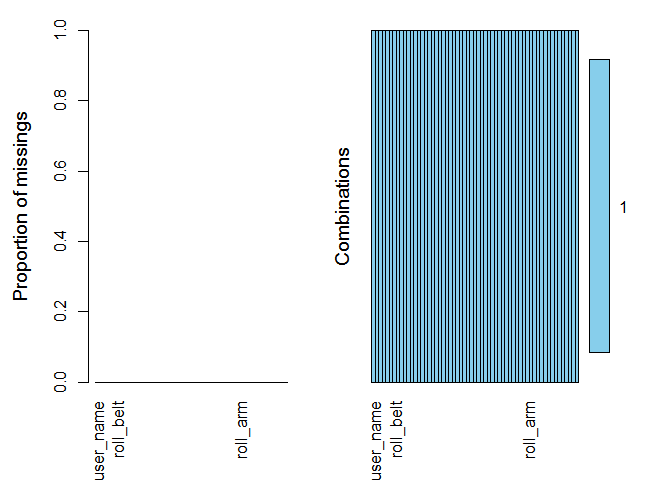 Proportion of missings
1.0
0.8
0.6
0.4
0.2
0.0
user_name
roll_belt
roll_arm
Combinations
user_name
roll_belt
roll_arm
1